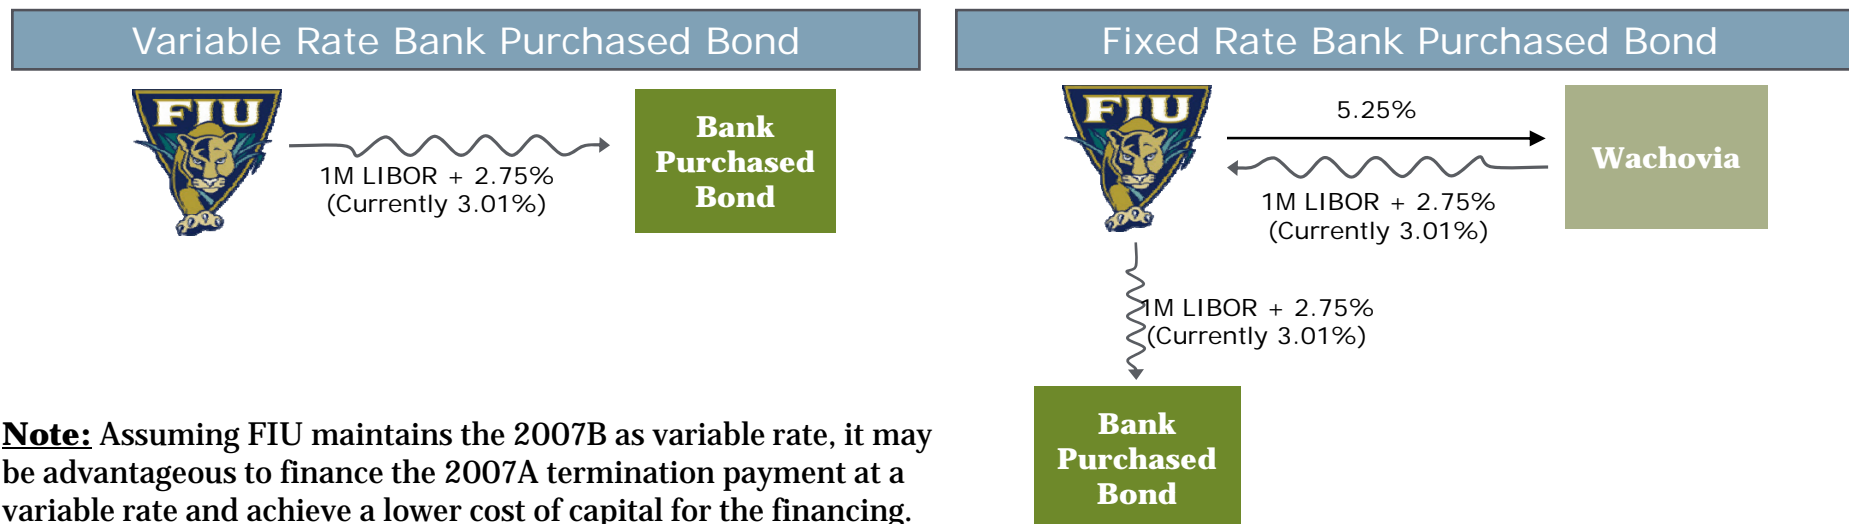 Variable Rate Bank Purchased Bond
FIU
1M LIBOR + 2.75%
(Currently 3.01%)
Bank
Purchased
Bond
Note: Assuming FIU maintains the 2007B as variable rate, it may
be advantageous to finance the 2007A termination payment at a
variable rate and achieve a lower cost of capital for the financing.
Fixed Rate Bank Purchased Bond
FIU
5.25%
1M LIBOR + 2.75%
(Currently 3.01%)
Wachovia
1M LIBOR + 2.75%
(Currently 3.01%)
Bank
Purchased
Bond